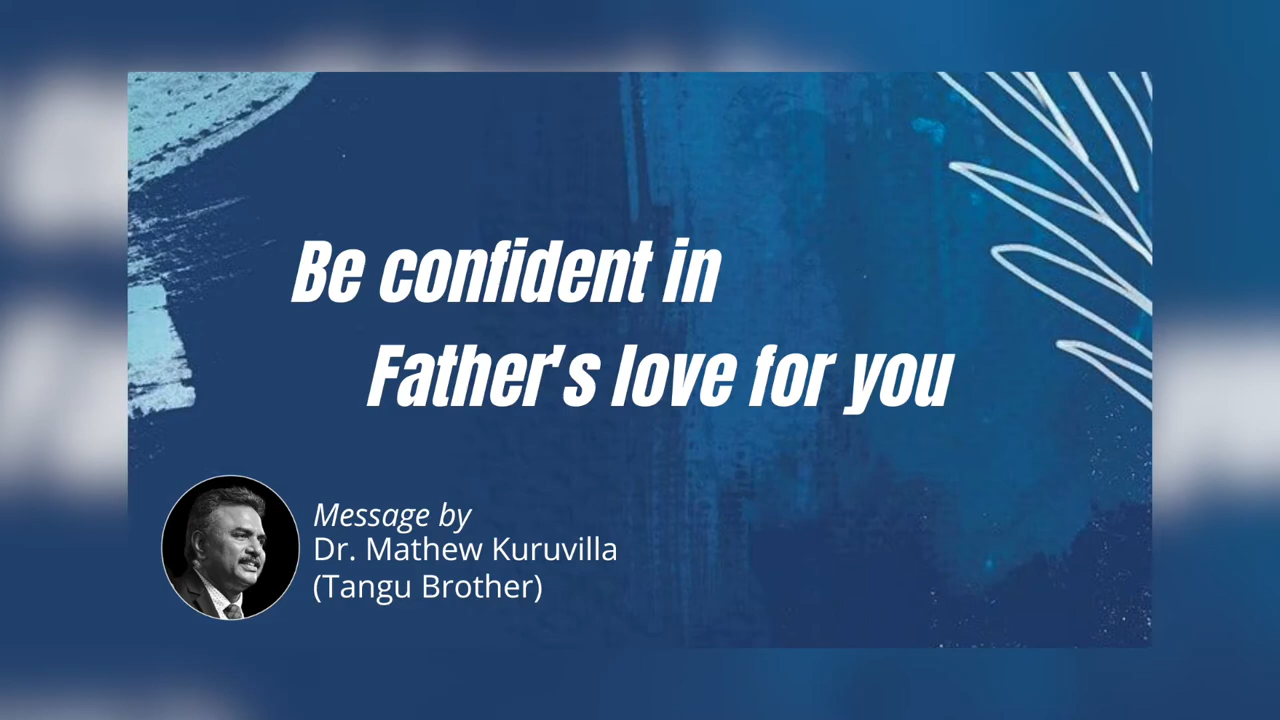 Be confident in
Father's love for you
Message by
Dr. Mathew Kuruvilla
(Tangu Brother)